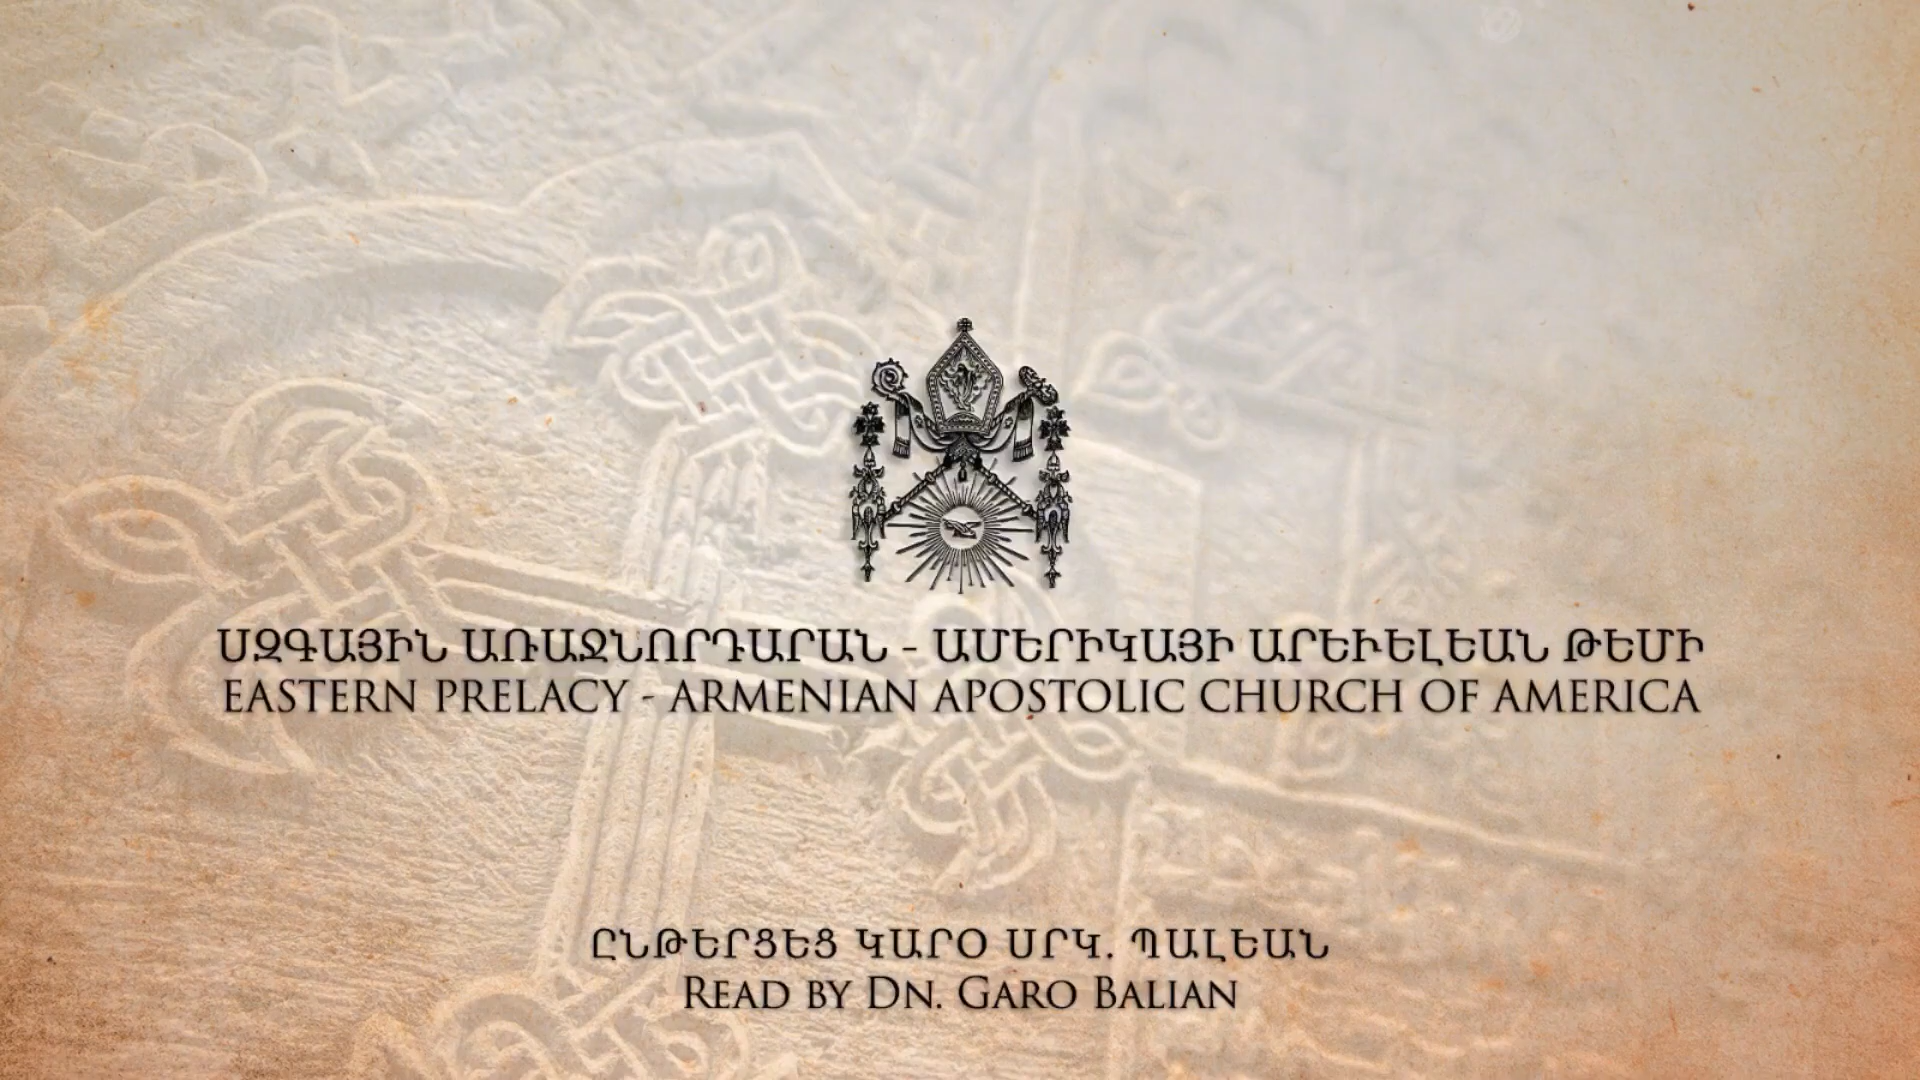 ԱԶԳԱՅԻՆ ԱՌԱՋՆՈՐԴԱՐԱՆ - ԱՄԵՐԻԿԱՅԻ ԱՐԵՒԵԼԵԱՆ ԹԵՄԻ
EASTERN PRELACY - ARMENIAN APOSTOLIC CHURCH OF AMERICA
ԸՆԹԵՐՑԵՑ ԿԱՐՕ ՍՐԿ. ՊԱԼԵԱՆ
READ BY DN. GARO BALIAN